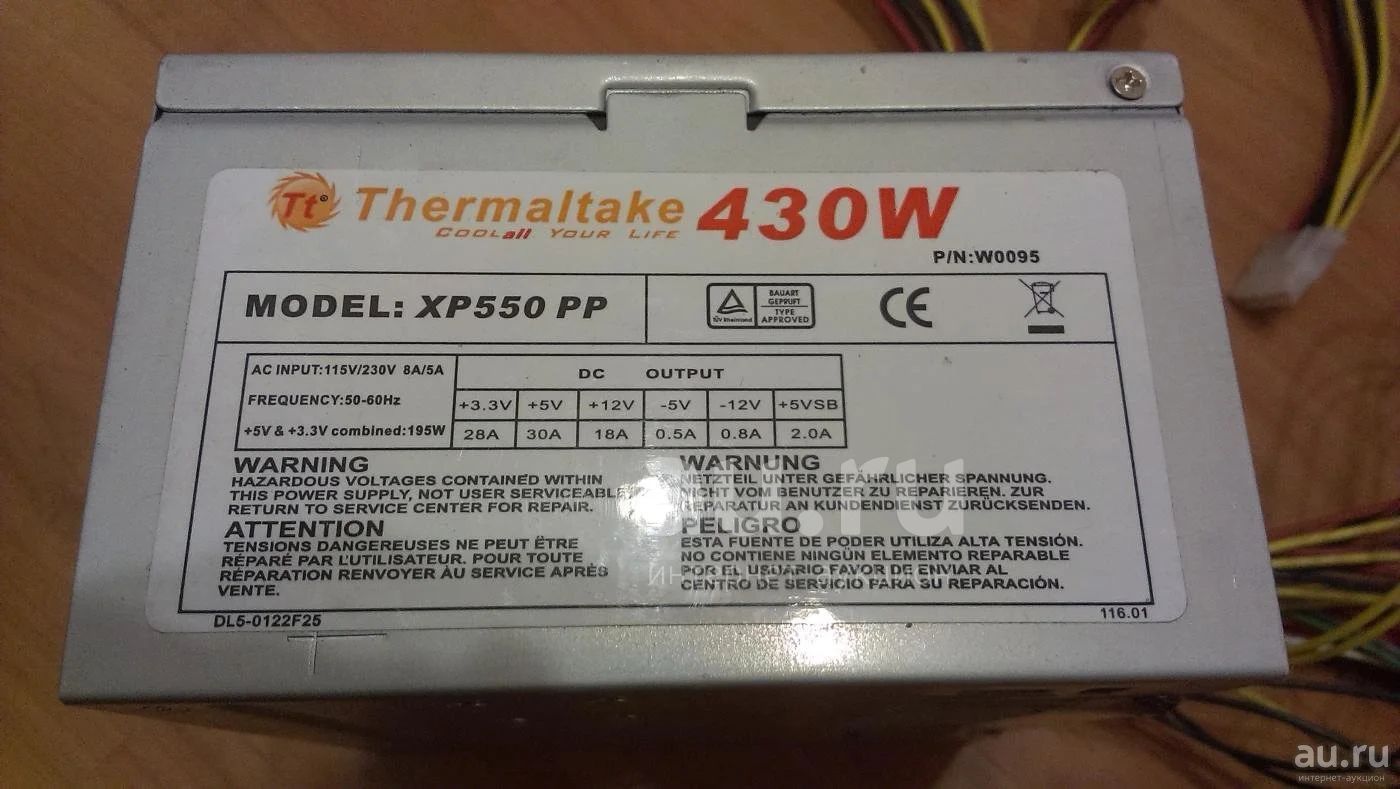 Tt® Thermaltake 430W
COOLall YOUR LIFE
P/N:W0095
MODEL: XP550 PP
TÜV Rheinland
BAUART
GEPRÜFT
TYPE
APPROVED
CE
AC INPUT:115V/230V 8A/5A
FREQUENCY:50-60Hz
+5V & +3.3V combined:195W
DC OUTPUT
+3.3V +5V +12V -5V -12V +5VSB
28A 30A 18A 0.5A 0.8A 2.0A
WARNING
HAZARDOUS VOLTAGES CONTAINED WITHIN
THIS POWER SUPPLY, NOT USER SERVICEABLE
RETURN TO SERVICE CENTER FOR REPAIR.
ATTENTION
TENSIONS DANGEREUSES NE PEUT ÊTRE
RÉPARÉ PAR L'UTILISATEUR. POUR TOUTE
RÉPARATION RENVOYER ÀU SERVICE APRÉS
VENTE.
WARNUNG
NETZTEIL UNTER GEFÄHRLICHER SPANNUNG.
NICHT VOM BENUTZER ZU REPARIEREN. ZUR
REPARATUR AN KUNDENDIENST ZURÜCKSENDEN.
PELIGRO
ESTA FUENTE DE PODER UTILIZA ALTA TENSIÓN.
NO CONTIENE NINGÚN ELEMENTO REPARABLE
POR EL USUARIO FAVOR DE ENVIAR AL
CENTRO DE SERVICIO PARA SU REPARACIÓN.
DL5-0122F25
116.01
au.ru
au.ru
интернет-аукцион